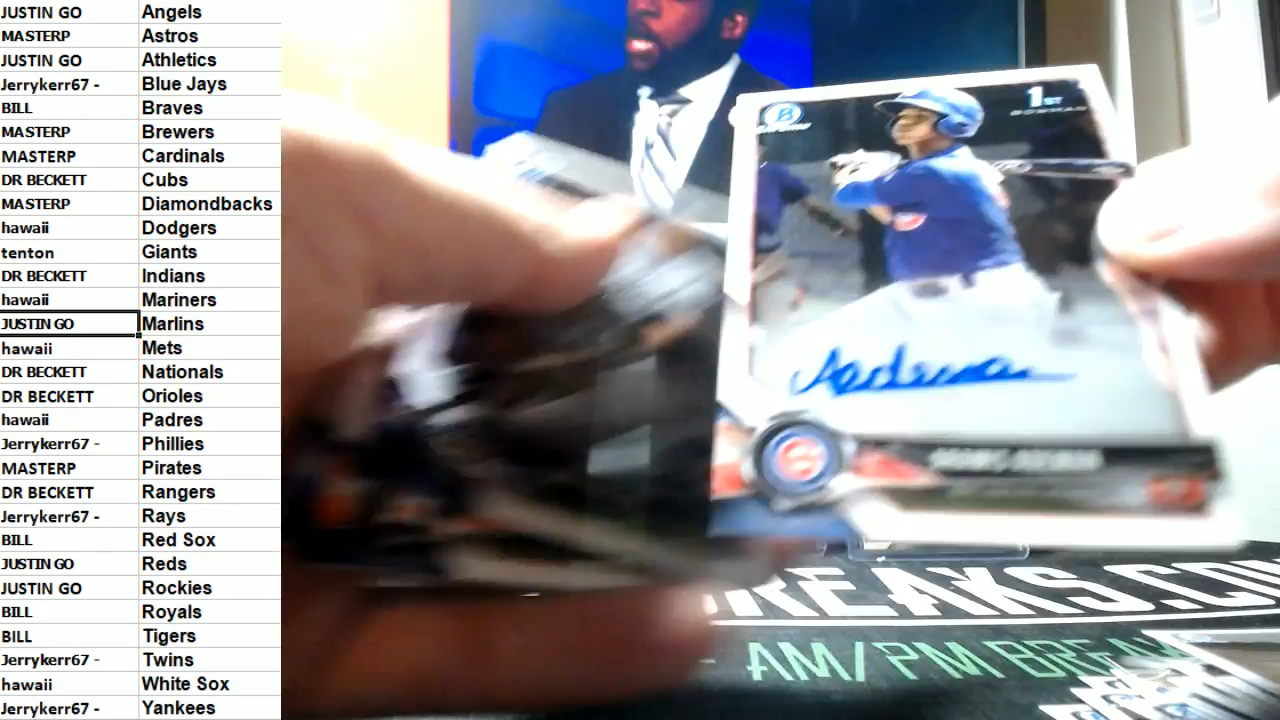 JUSTIN GO Angels
MASTERP Astros
JUSTIN GO Athletics
Jerrykerr67 - Blue Jays
BILL Braves
MASTERP Brewers
MASTERP Cardinals
DR BECKETT Cubs
MASTERP Diamondbacks
hawaii Dodgers
tenton Giants
DR BECKETT Indians
hawaii Mariners
JUSTIN GO Marlins
hawaii Mets
DR BECKETT Nationals
DR BECKETT Orioles
hawaii Padres
Jerrykerr67 - Phillies
MASTERP Pirates
DR BECKETT Rangers
Jerrykerr67 - Rays
BILL Red Sox
JUSTIN GO Reds
JUSTIN GO Rockies
BILL Royals
BILL Tigers
Jerrykerr67 - Twins
hawaii White Sox
Jerrykerr67 - Yankees
1ST
BOWMAN
REAKS.CO
AM/PM BREA